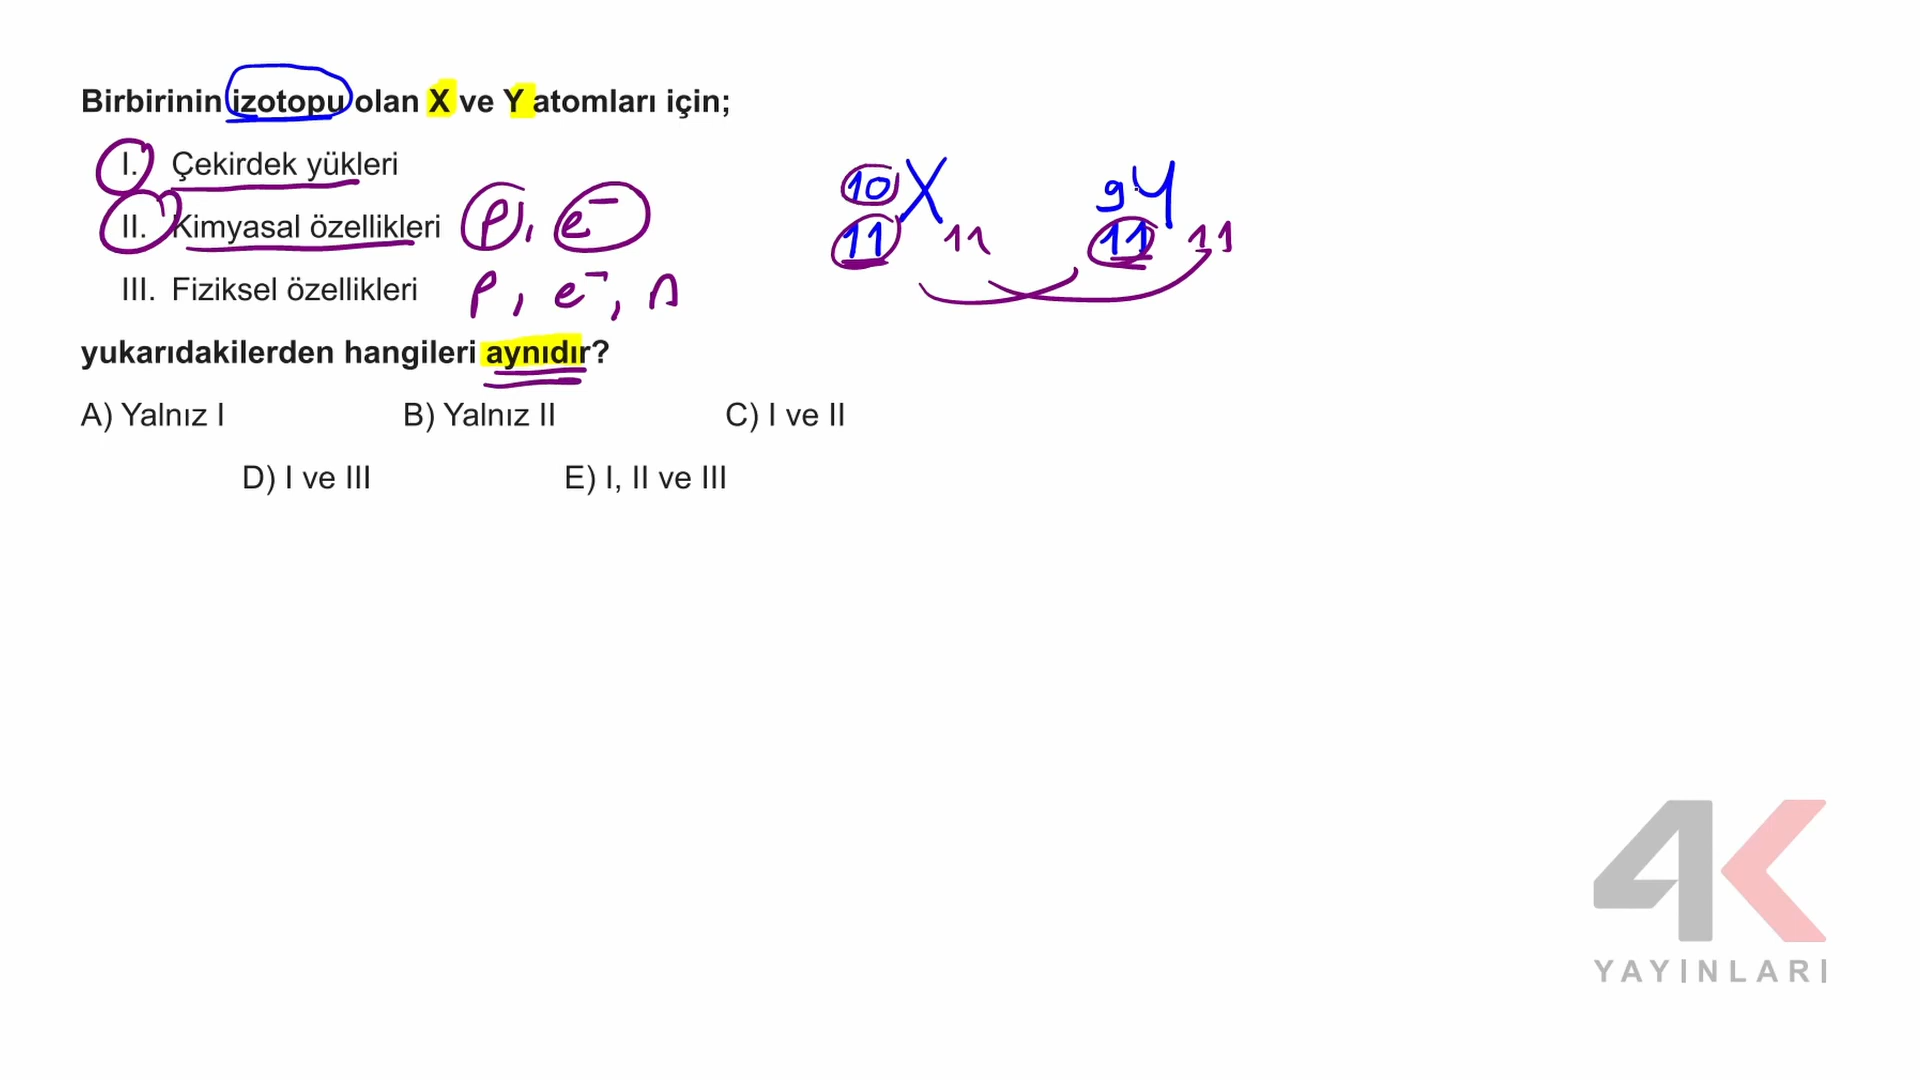 Birbirinin izotopu olan X ve Y atomları için;
I. Çekirdek yükleri
10 X 9 Y
II. Kimyasal özellikleri p, e⁻
11 11 11 11
III. Fiziksel özellikleri p, e⁻, n
yukarıdakilerden hangileri aynıdır?
A) Yalnız I B) Yalnız II C) I ve II
D) I ve III E) I, II ve III
4K
YAYINLARI